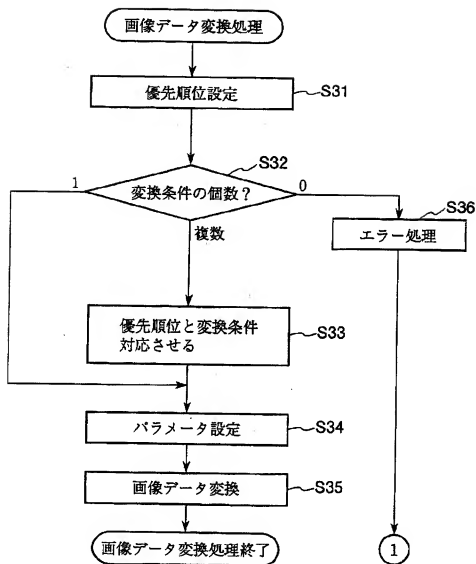 画像データ変換処理
優先順位設定
S31
S32
1
変換条件の個数?
0
複数
S36
エラー処理
優先順位と変換条件
対応させる
S33
パラメータ設定
S34
画像データ変換
S35
画像データ変換処理終了
1